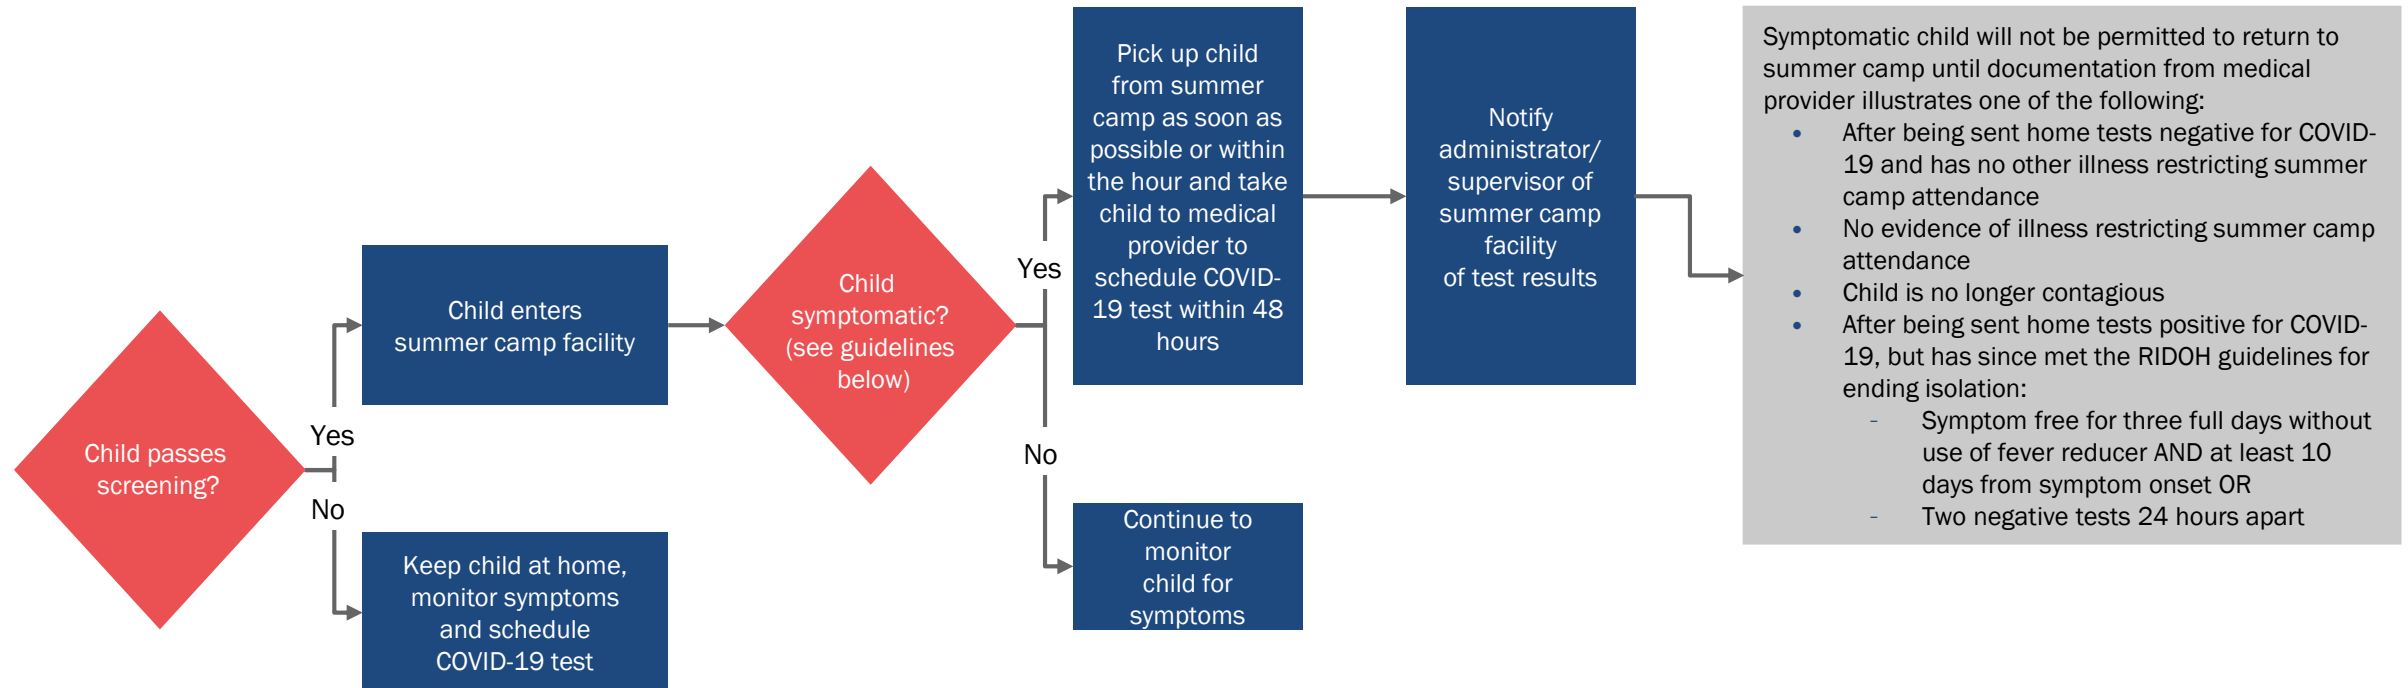 Child passes
screening?
Yes
No
Child enters
summer camp facility
Keep child at home,
monitor symptoms
and schedule
COVID-19 test
Child
symptomatic?
(see guidelines
below)
Yes
No
Pick up child
from summer
camp as soon as
possible or within
the hour and take
child to medical
provider to
schedule COVID-
19 test within 48
hours
Continue to
monitor
child for
symptoms
Notify
administrator/
supervisor of
summer camp
facility
of test results
Symptomatic child will not be permitted to return to
summer camp until documentation from medical
provider illustrates one of the following:
• After being sent home tests negative for COVID-
19 and has no other illness restricting summer
camp attendance
• No evidence of illness restricting summer camp
attendance
• Child is no longer contagious
• After being sent home tests positive for COVID-
19, but has since met the RIDOH guidelines for
ending isolation:
- Symptom free for three full days without
use of fever reducer AND at least 10
days from symptom onset OR
- Two negative tests 24 hours apart